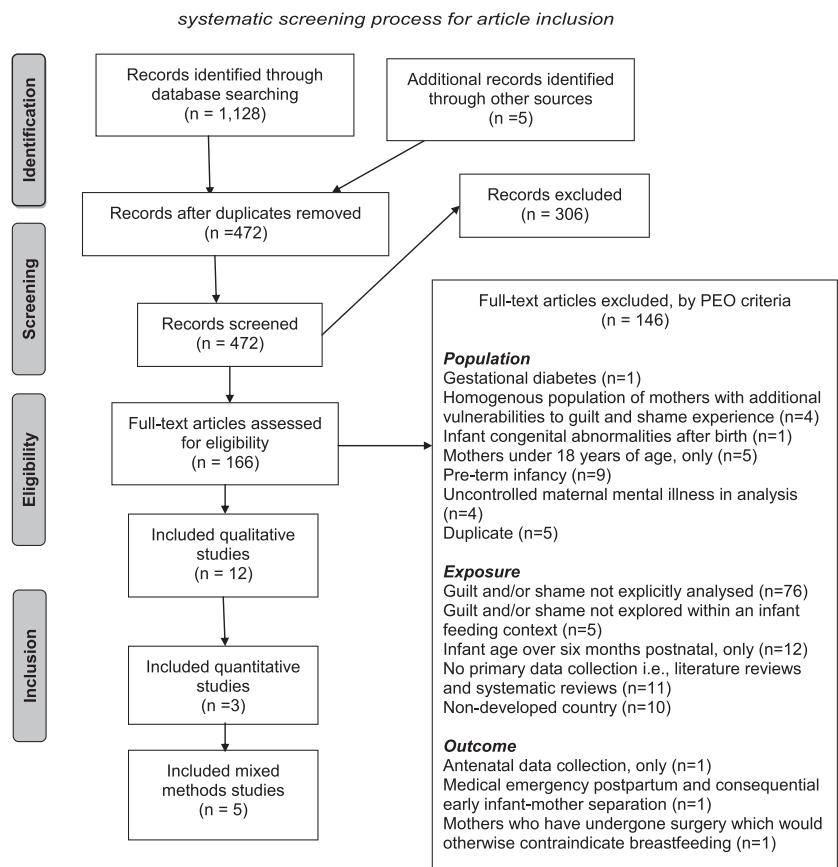 systematic screening process for article inclusion
Identification
Records identified through
database searching
(n = 1,128)
Additional records identified
through other sources
(n =5)
Records after duplicates removed
(n =472)
Records excluded
(n = 306)
Screening
Records screened
(n = 472)
Eligibility
Full-text articles assessed
for eligibility
(n = 166)
Full-text articles excluded, by PEO criteria
(n = 146)
Population
Gestational diabetes (n=1)
Homogenous population of mothers with additional
vulnerabilities to guilt and shame experience (n=4)
Infant congenital abnormalities after birth (n=1)
Mothers under 18 years of age, only (n=5)
Pre-term infancy (n=9)
Uncontrolled maternal mental illness in analysis
(n=4)
Duplicate (n=5)
Exposure
Guilt and/or shame not explicitly analysed (n=76)
Guilt and/or shame not explored within an infant
feeding context (n=5)
Infant age over six months postnatal, only (n=12)
No primary data collection i.e., literature reviews
and systematic reviews (n=11)
Non-developed country (n=10)
Outcome
Antenatal data collection, only (n=1)
Medical emergency postpartum and consequential
early infant-mother separation (n=1)
Mothers who have undergone surgery which would
otherwise contraindicate breastfeeding (n=1)
Included qualitative
studies
n = 12)
Inclusion
Included quantitative
studies
(n =3)
Included mixed
methods studies
(n = 5)